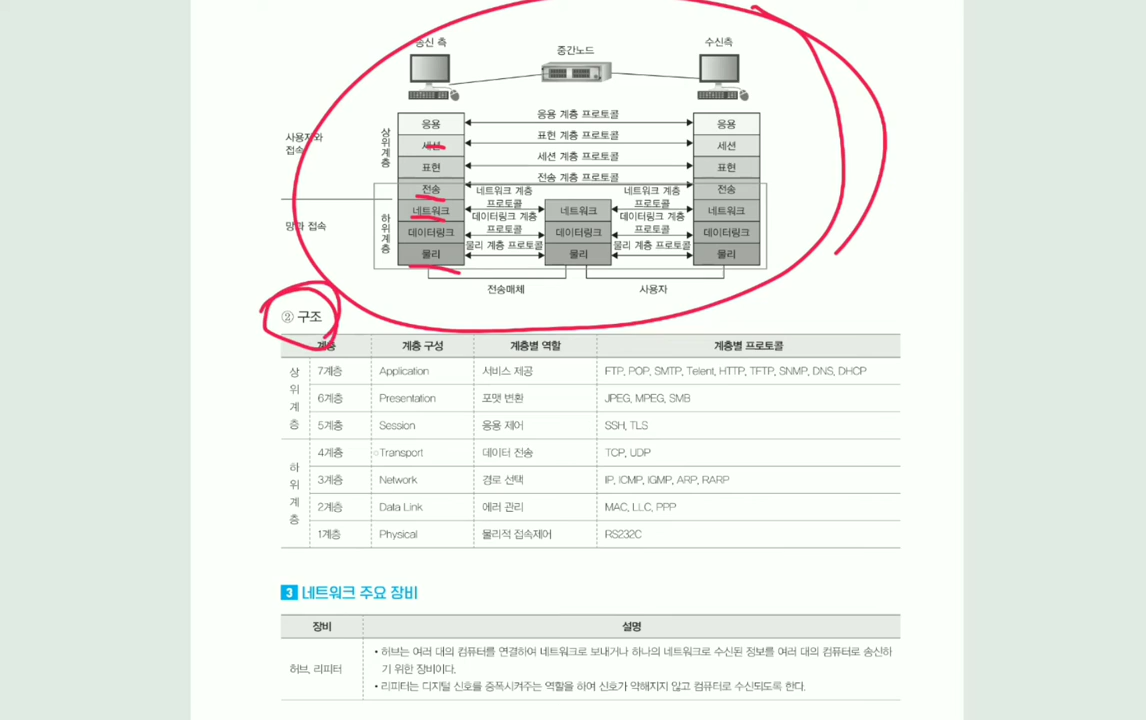 송신 측
중간노드
수신측
사용자와
접속
상위계층
응용
세션
표현
전송
네트워크
데이터링크
물리
응용 계층 프로토콜
표현 계층 프로토콜
세션 계층 프로토콜
전송 계층 프로토콜
네트워크 계층
프로토콜
데이터링크 계층
프로토콜
물리 계층 프로토콜
네트워크
데이터링크
물리
네트워크 계층
프로토콜
데이터링크 계층
프로토콜
물리 계층 프로토콜
응용
세션
표현
전송
네트워크
데이터링크
물리
망과 접속
하위계층
전송매체
사용자
② 구조
계층 계층 구성 계층별 역할 계층별 프로토콜
상위계층
7계층 Application 서비스 제공 FTP, POP, SMTP, Telent, HTTP, TFTP, SNMP, DNS, DHCP
6계층 Presentation 포맷 변환 JPEG, MPEG, SMB
5계층 Session 응용 제어 SSH, TLS
하위계층
4계층 Transport 데이터 전송 TCP, UDP
3계층 Network 경로 선택 IP, ICMP, IGMP, ARP, RARP
2계층 Data Link 에러 관리 MAC, LLC, PPP
1계층 Physical 물리적 접속제어 RS232C
3 네트워크 주요 장비
장비 설명
허브, 리피터
• 허브는 여러 대의 컴퓨터를 연결하여 네트워크로 보내거나 하나의 네트워크로 수신된 정보를 여러 대의 컴퓨터로 송신하
기 위한 장비이다.
• 리피터는 디지털 신호를 증폭시켜주는 역할을 하여 신호가 약해지지 않고 컴퓨터로 수신되도록 한다.